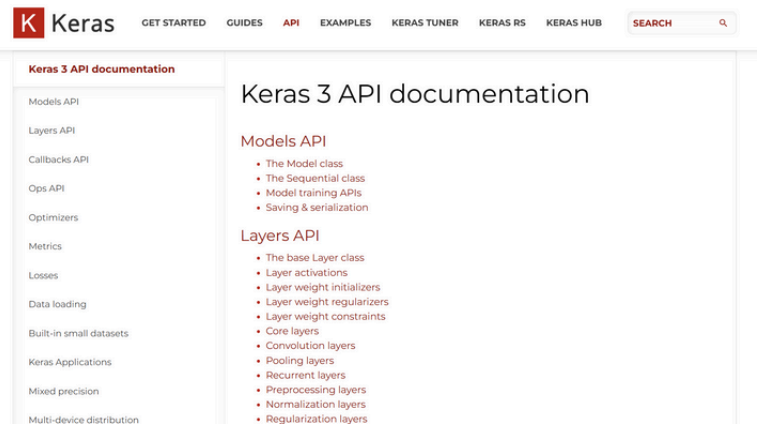 K Keras
GET STARTED GUIDES API EXAMPLES KERAS TUNER KERAS RS KERAS HUB SEARCH
Keras 3 API documentation
Models API
Layers API
Callbacks API
Ops API
Optimizers
Metrics
Losses
Data loading
Built-in small datasets
Keras Applications
Mixed precision
Multi-device distribution
Keras 3 API documentation
Models API
• The Model class
• The Sequential class
• Model training APIs
• Saving & serialization
Layers API
• The base Layer class
• Layer activations
• Layer weight initializers
• Layer weight regularizers
• Layer weight constraints
• Core layers
• Convolution layers
• Pooling layers
• Recurrent layers
• Preprocessing layers
• Normalization layers
• Regularization layers